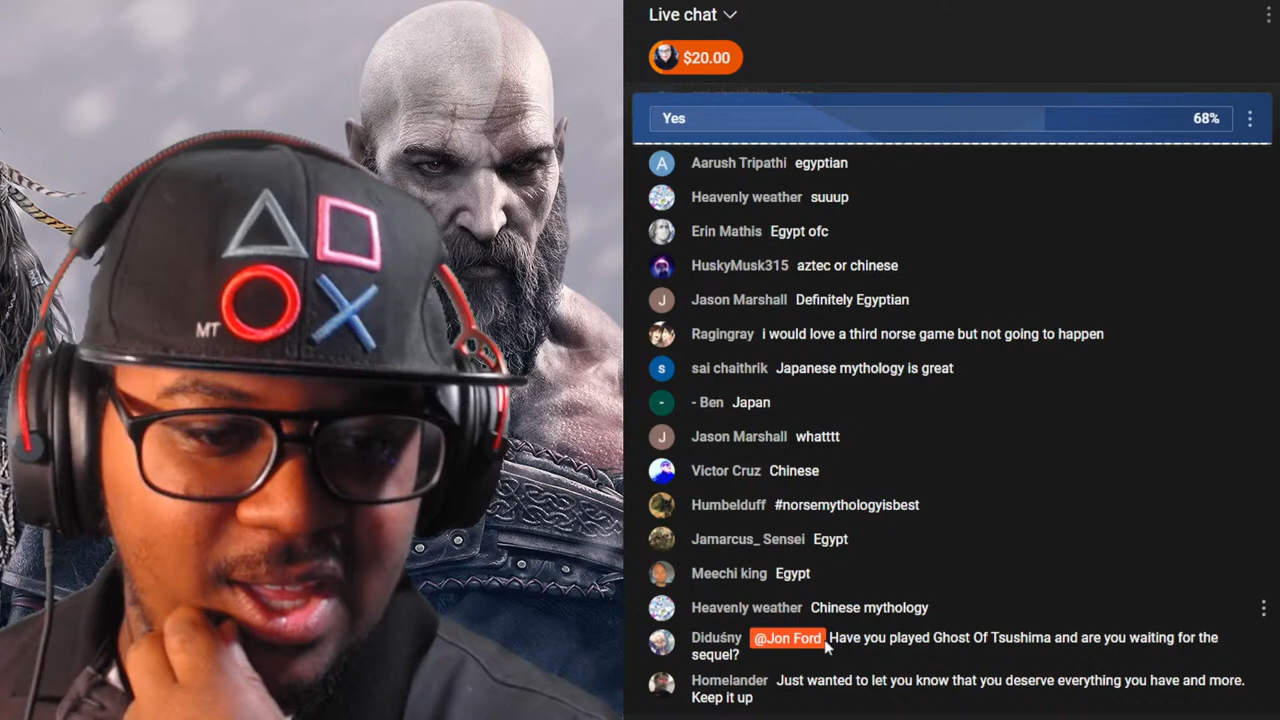 Live chat
$20.00
Yes 68%
A Aarush Tripathi egyptian
Heavenly weather suuup
Erin Mathis Egypt ofc
HuskyMusk315 aztec or chinese
J Jason Marshall Definitely Egyptian
Ragingray i would love a third norse game but not going to happen
s sai chaithrik Japanese mythology is great
- - Ben Japan
J Jason Marshall whatttt
Victor Cruz Chinese
Humbelduff #norsemythologyisbest
Jamarcus_ Sensei Egypt
Meechi king Egypt
Heavenly weather Chinese mythology
Didušny @Jon Ford Have you played Ghost Of Tsushima and are you waiting for the
sequel?
Homelander Just wanted to let you know that you deserve everything you have and more.
Keep it up
MT